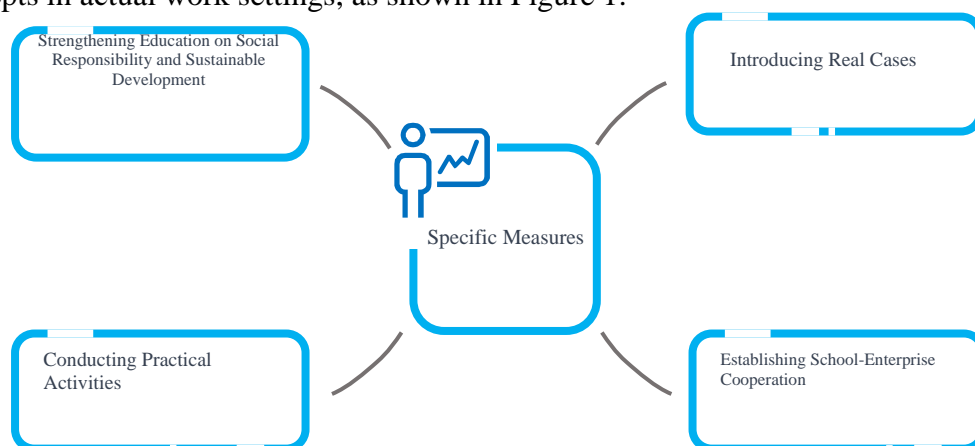 pts in actual work settings, as shown in Figure 1.
Strengthening Education on Social
Responsibility and Sustainable
Development
Introducing Real Cases
Specific Measures
Conducting Practical
Activities
Establishing School-Enterprise
Cooperation